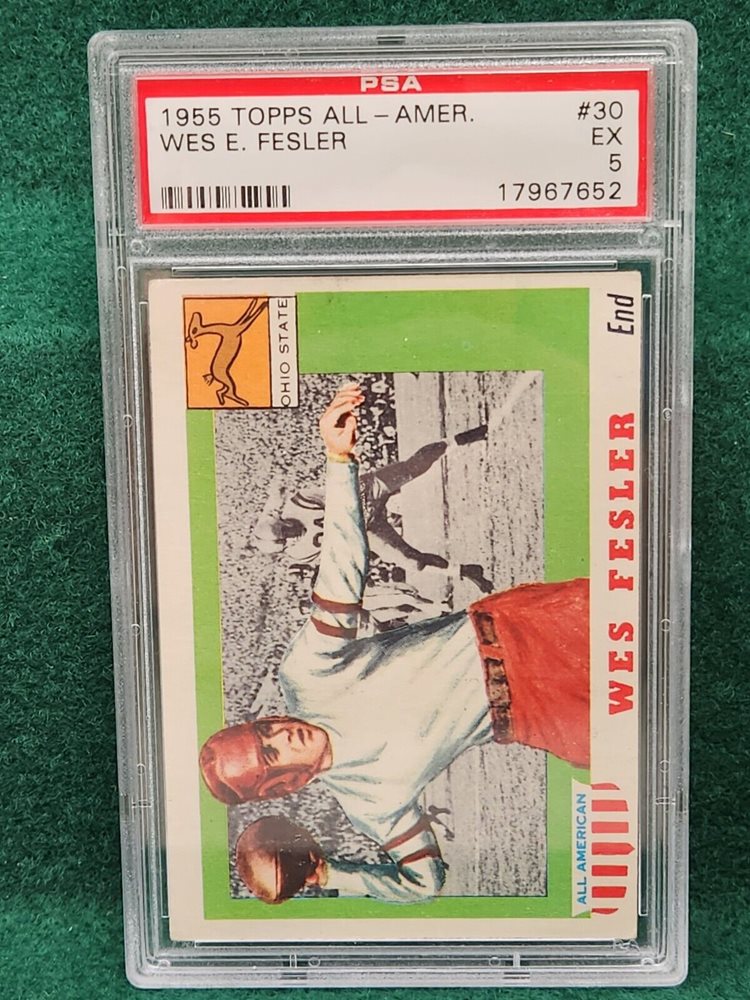 PSA
1955 TOPPS ALL-AMER. #30
WES E. FESLER EX
5
17967652
OHIO STATE
End
WES FESLER
ALL AMERICAN